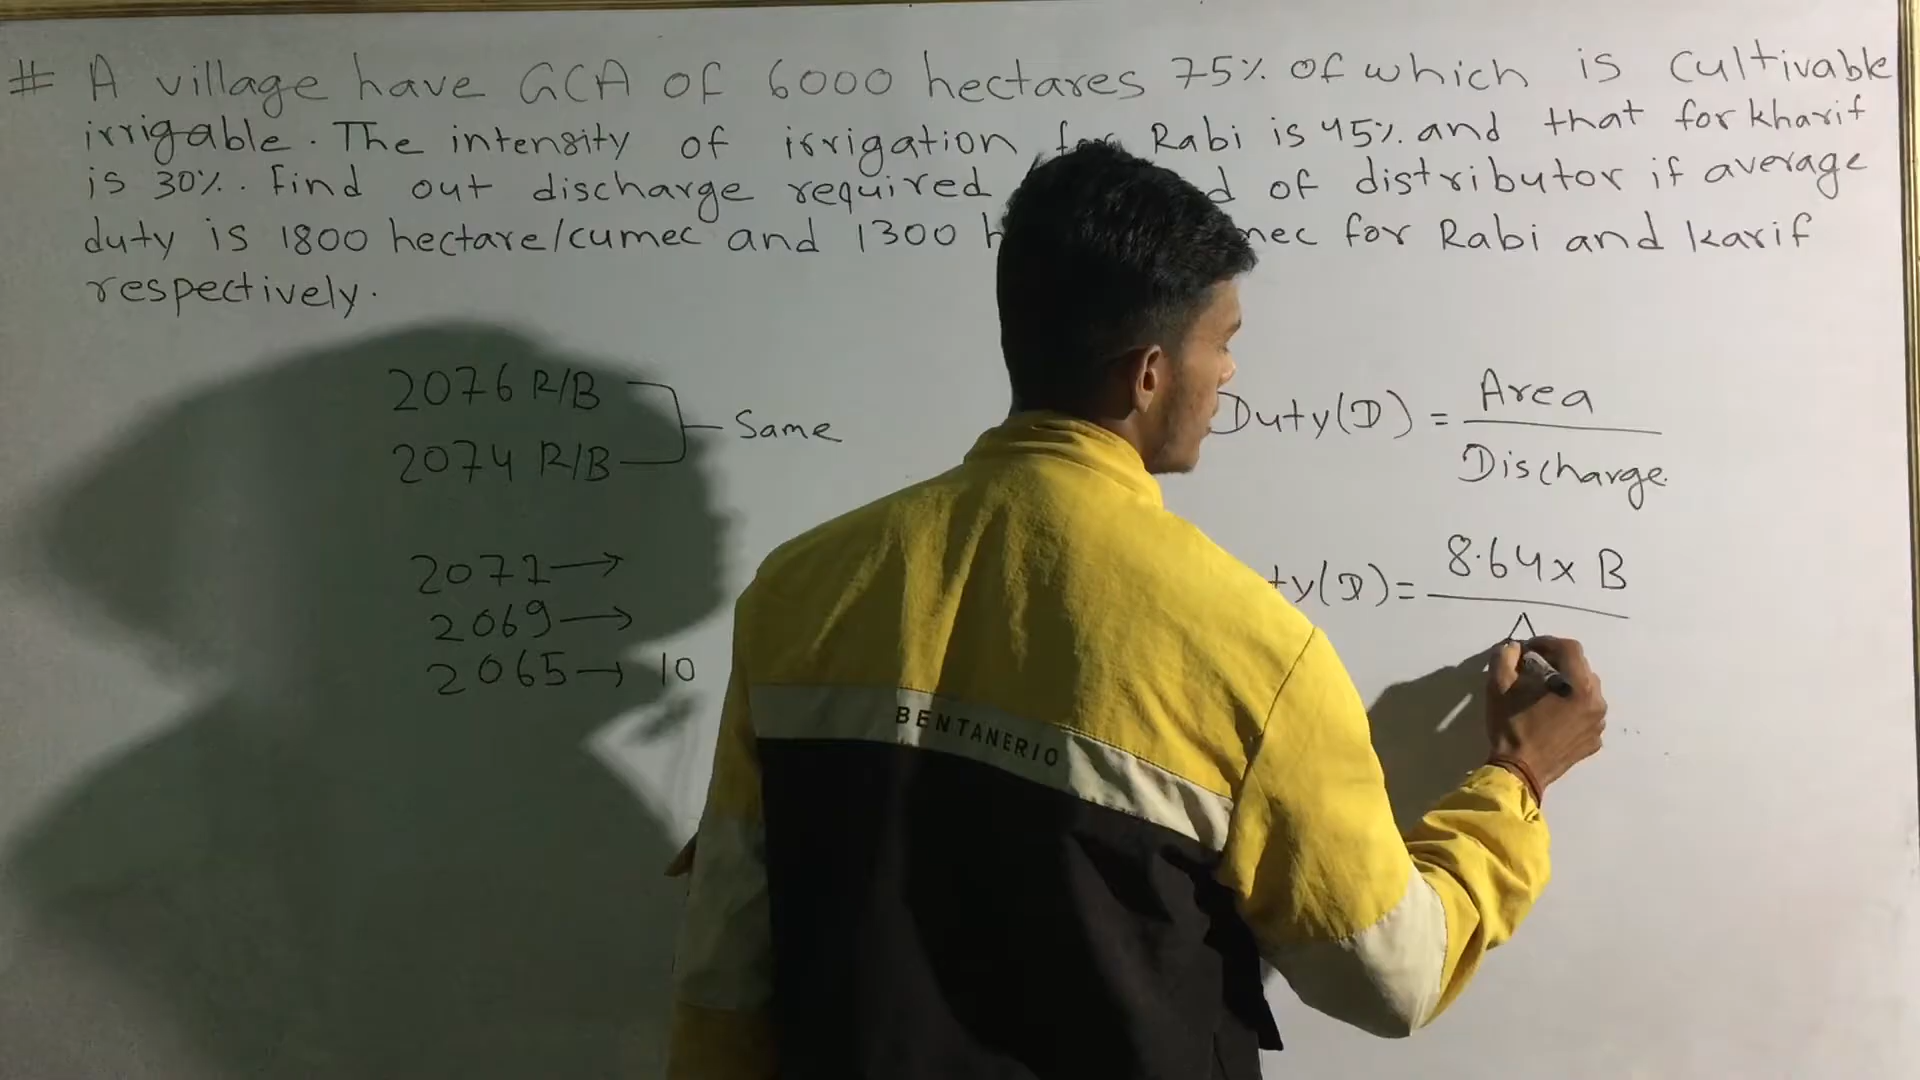 # A village have GCA of 6000 hectares 75% of which is cultivable
irrigable. The intensity of irrigation for Rabi is 45% and that for kharif
is 30%. Find out discharge required of distributor if average
duty is 1800 hectare/cumec and 1300 for Rabi and karif
respectively.
2076 R/B
2074 R/B
Same
2071 →
2069 →
2065 → 10
Duty(D) = Area
Discharge.
ty(D) = 8.64 x B
Δ
BENTANERIO